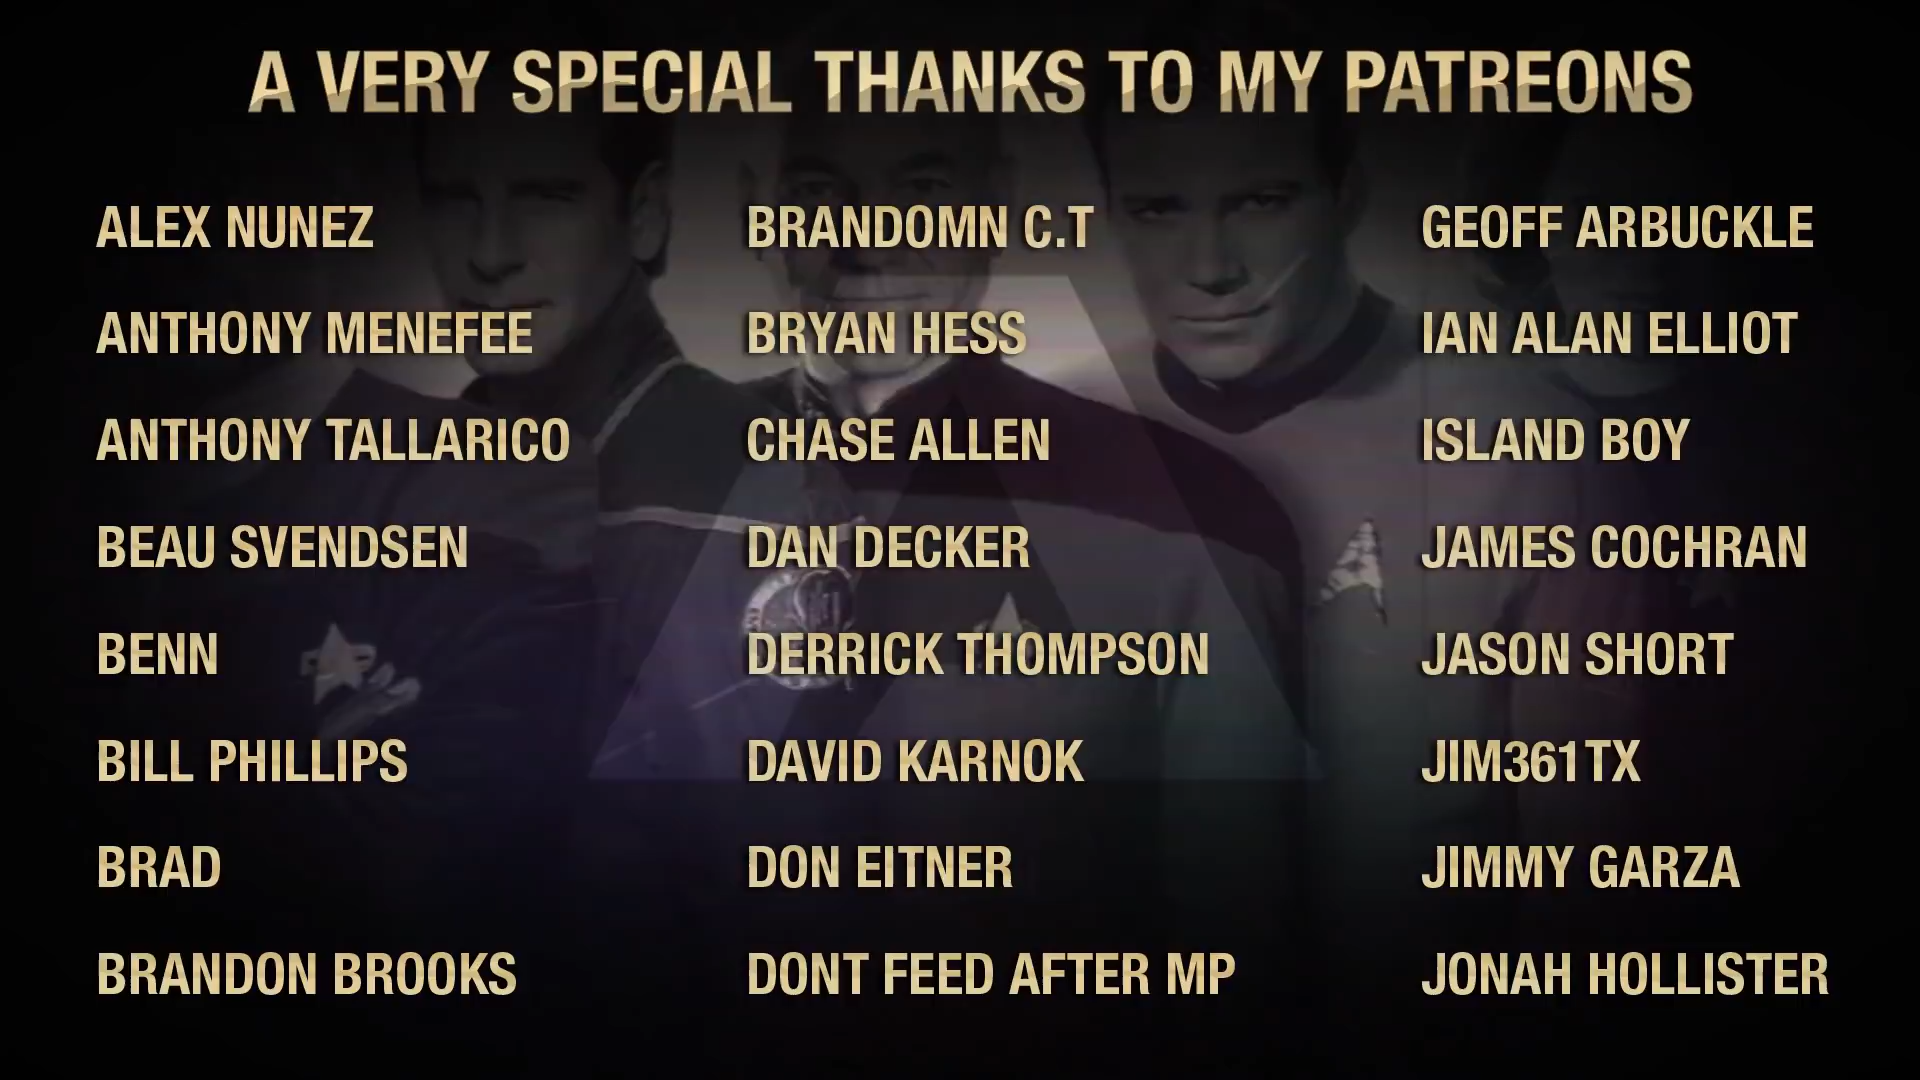 A VERY SPECIAL THANKS TO MY PATREONS
ALEX NUNEZ
ANTHONY MENEFEE
ANTHONY TALLARICO
BEAU SVENDSEN
BENN
BILL PHILLIPS
BRAD
BRANDON BROOKS
BRANDOMN C.T
BRYAN HESS
CHASE ALLEN
DAN DECKER
DERRICK THOMPSON
DAVID KARNOK
DON EITNER
DONT FEED AFTER MP
GEOFF ARBUCKLE
IAN ALAN ELLIOT
ISLAND BOY
JAMES COCHRAN
JASON SHORT
JIM361TX
JIMMY GARZA
JONAH HOLLISTER